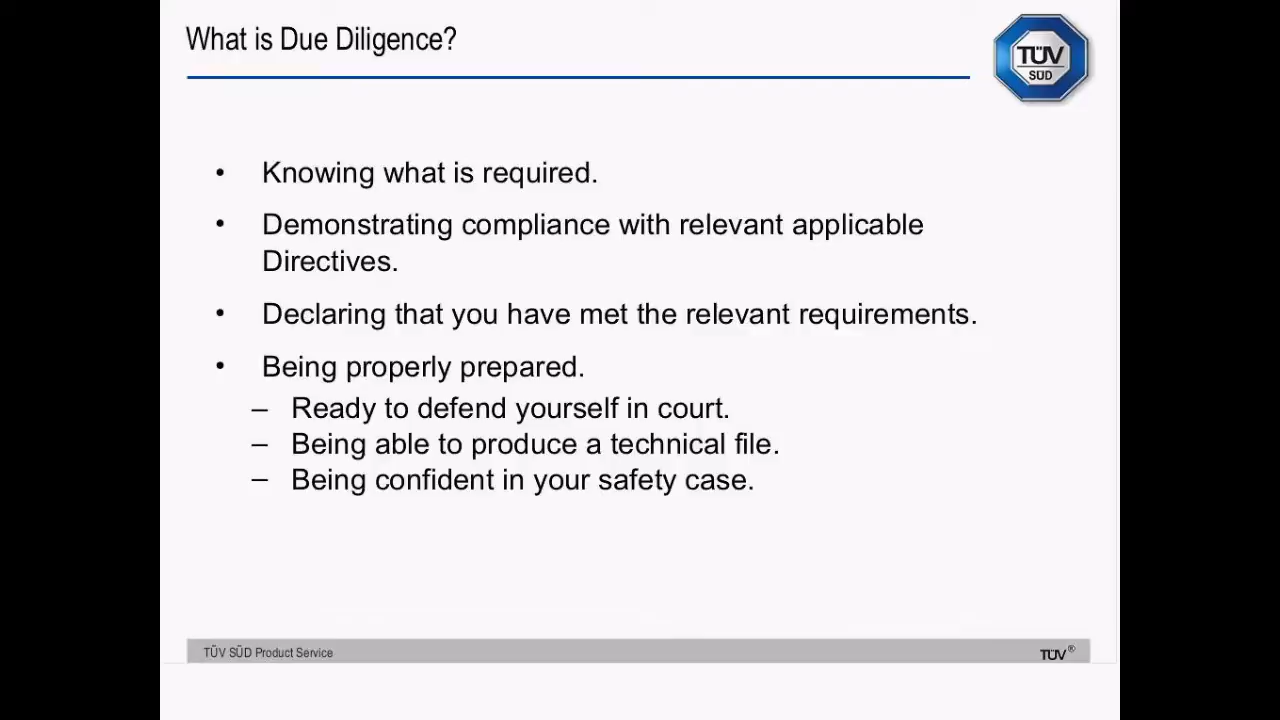 What is Due Diligence?
TÜV
SÜD
• Knowing what is required.
• Demonstrating compliance with relevant applicable
Directives.
• Declaring that you have met the relevant requirements.
• Being properly prepared.
– Ready to defend yourself in court.
– Being able to produce a technical file.
– Being confident in your safety case.
TÜV SÜD Product Service
TÜV®